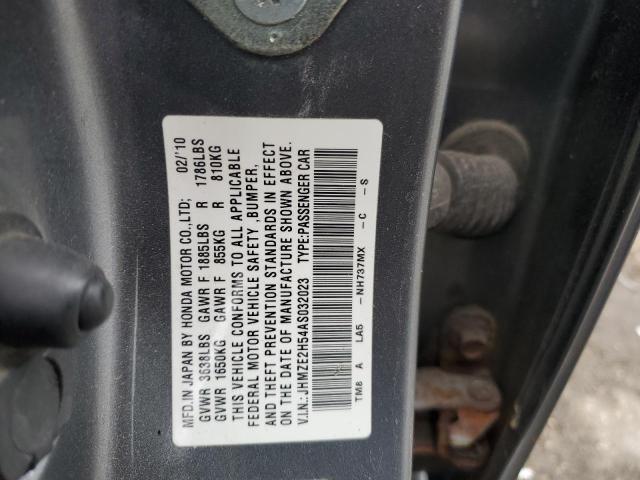 MFD.IN JAPAN BY HONDA MOTOR CO.,LTD; 02/'10
GVWR 3638LBS GAWR F 1885LBS R 1786LBS
GVWR 1650KG GAWR F 855KG R 810KG
THIS VEHICLE CONFORMS TO ALL APPLICABLE
FEDERAL MOTOR VEHICLE SAFETY ,BUMPER,
AND THEFT PREVENTION STANDARDS IN EFFECT
ON THE DATE OF MANUFACTURE SHOWN ABOVE.
V.I.N.:JHMZE2H54AS032023 TYPE:PASSENGER CAR
TM8 A LA5 -NH737MX -C -S